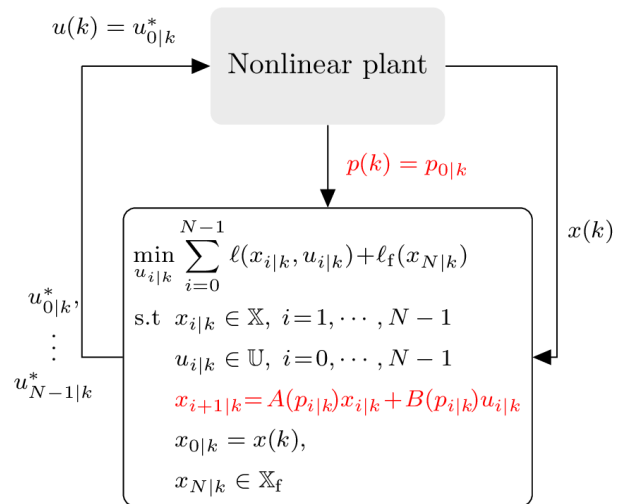 u(k) = u*_{0|k}
Nonlinear plant
p(k) = p_{0|k}
x(k)
min_{u_{i|k}} ∑_{i=0}^{N−1} ℓ(x_{i|k}, u_{i|k})+ℓ_f(x_{N|k})
s.t x_{i|k} ∈ 𝕏, i=1, ⋯ , N − 1
u_{i|k} ∈ 𝕌, i=0, ⋯ , N − 1
x_{i+1|k}=A(p_{i|k})x_{i|k}+B(p_{i|k})u_{i|k}
x_{0|k} = x(k),
x_{N|k} ∈ 𝕏_f
u*_{0|k},
⋮
u*_{N−1|k}